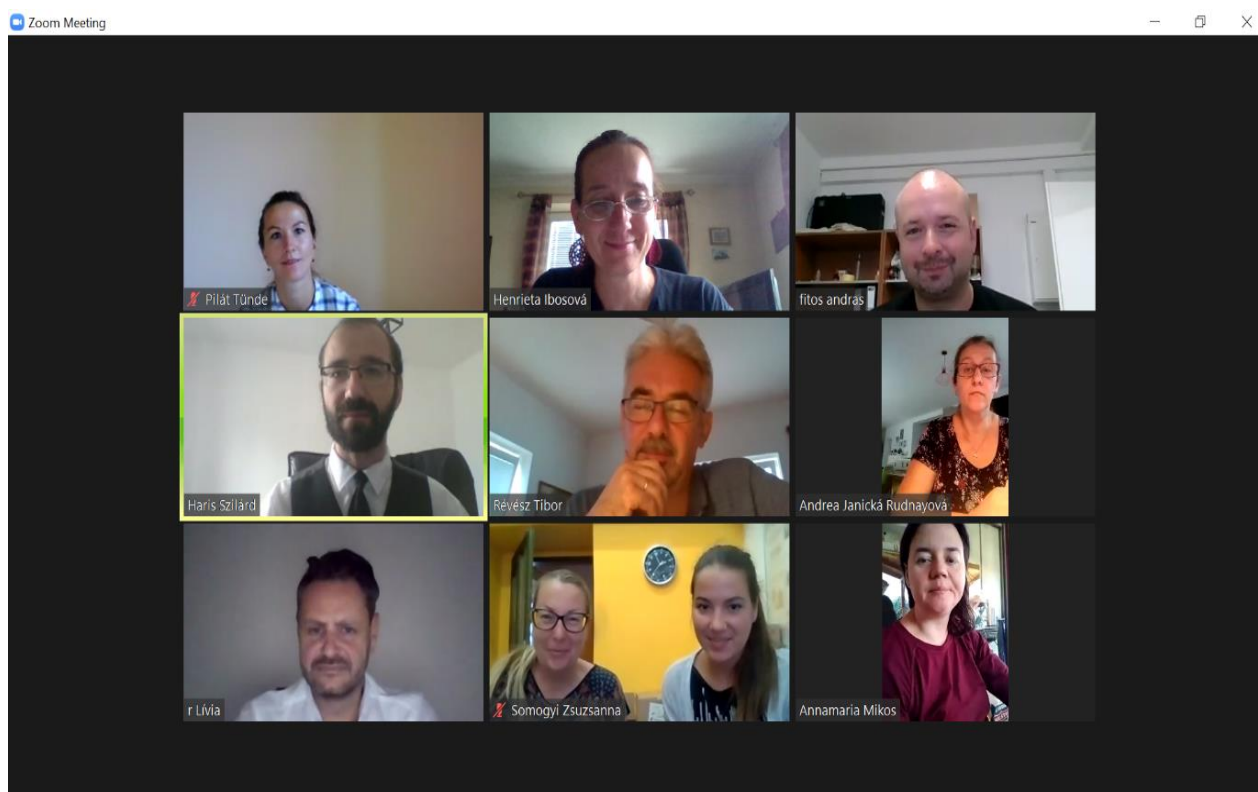 Zoom Meeting
Pilát Tünde
Henrieta Ibosová
fitos andras
Haris Szilárd
Révész Tibor
Andrea Janická Rudnayová
r Lívia
Somogyi Zsuzsanna
Annamaria Mikos